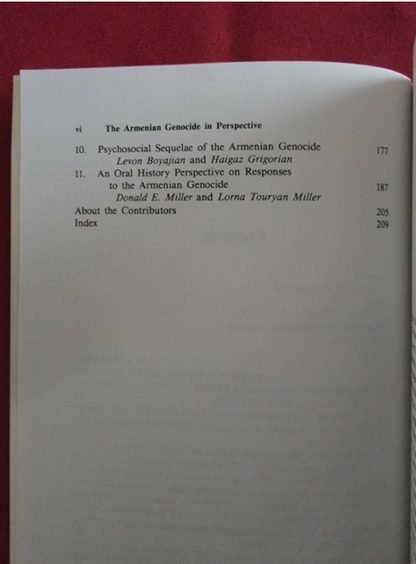 vi The Armenian Genocide in Perspective
10. Psychosocial Sequelae of the Armenian Genocide 177
Levon Boyajian and Haigaz Grigorian
11. An Oral History Perspective on Responses
to the Armenian Genocide 187
Donald E. Miller and Lorna Touryan Miller
About the Contributors 205
Index 209